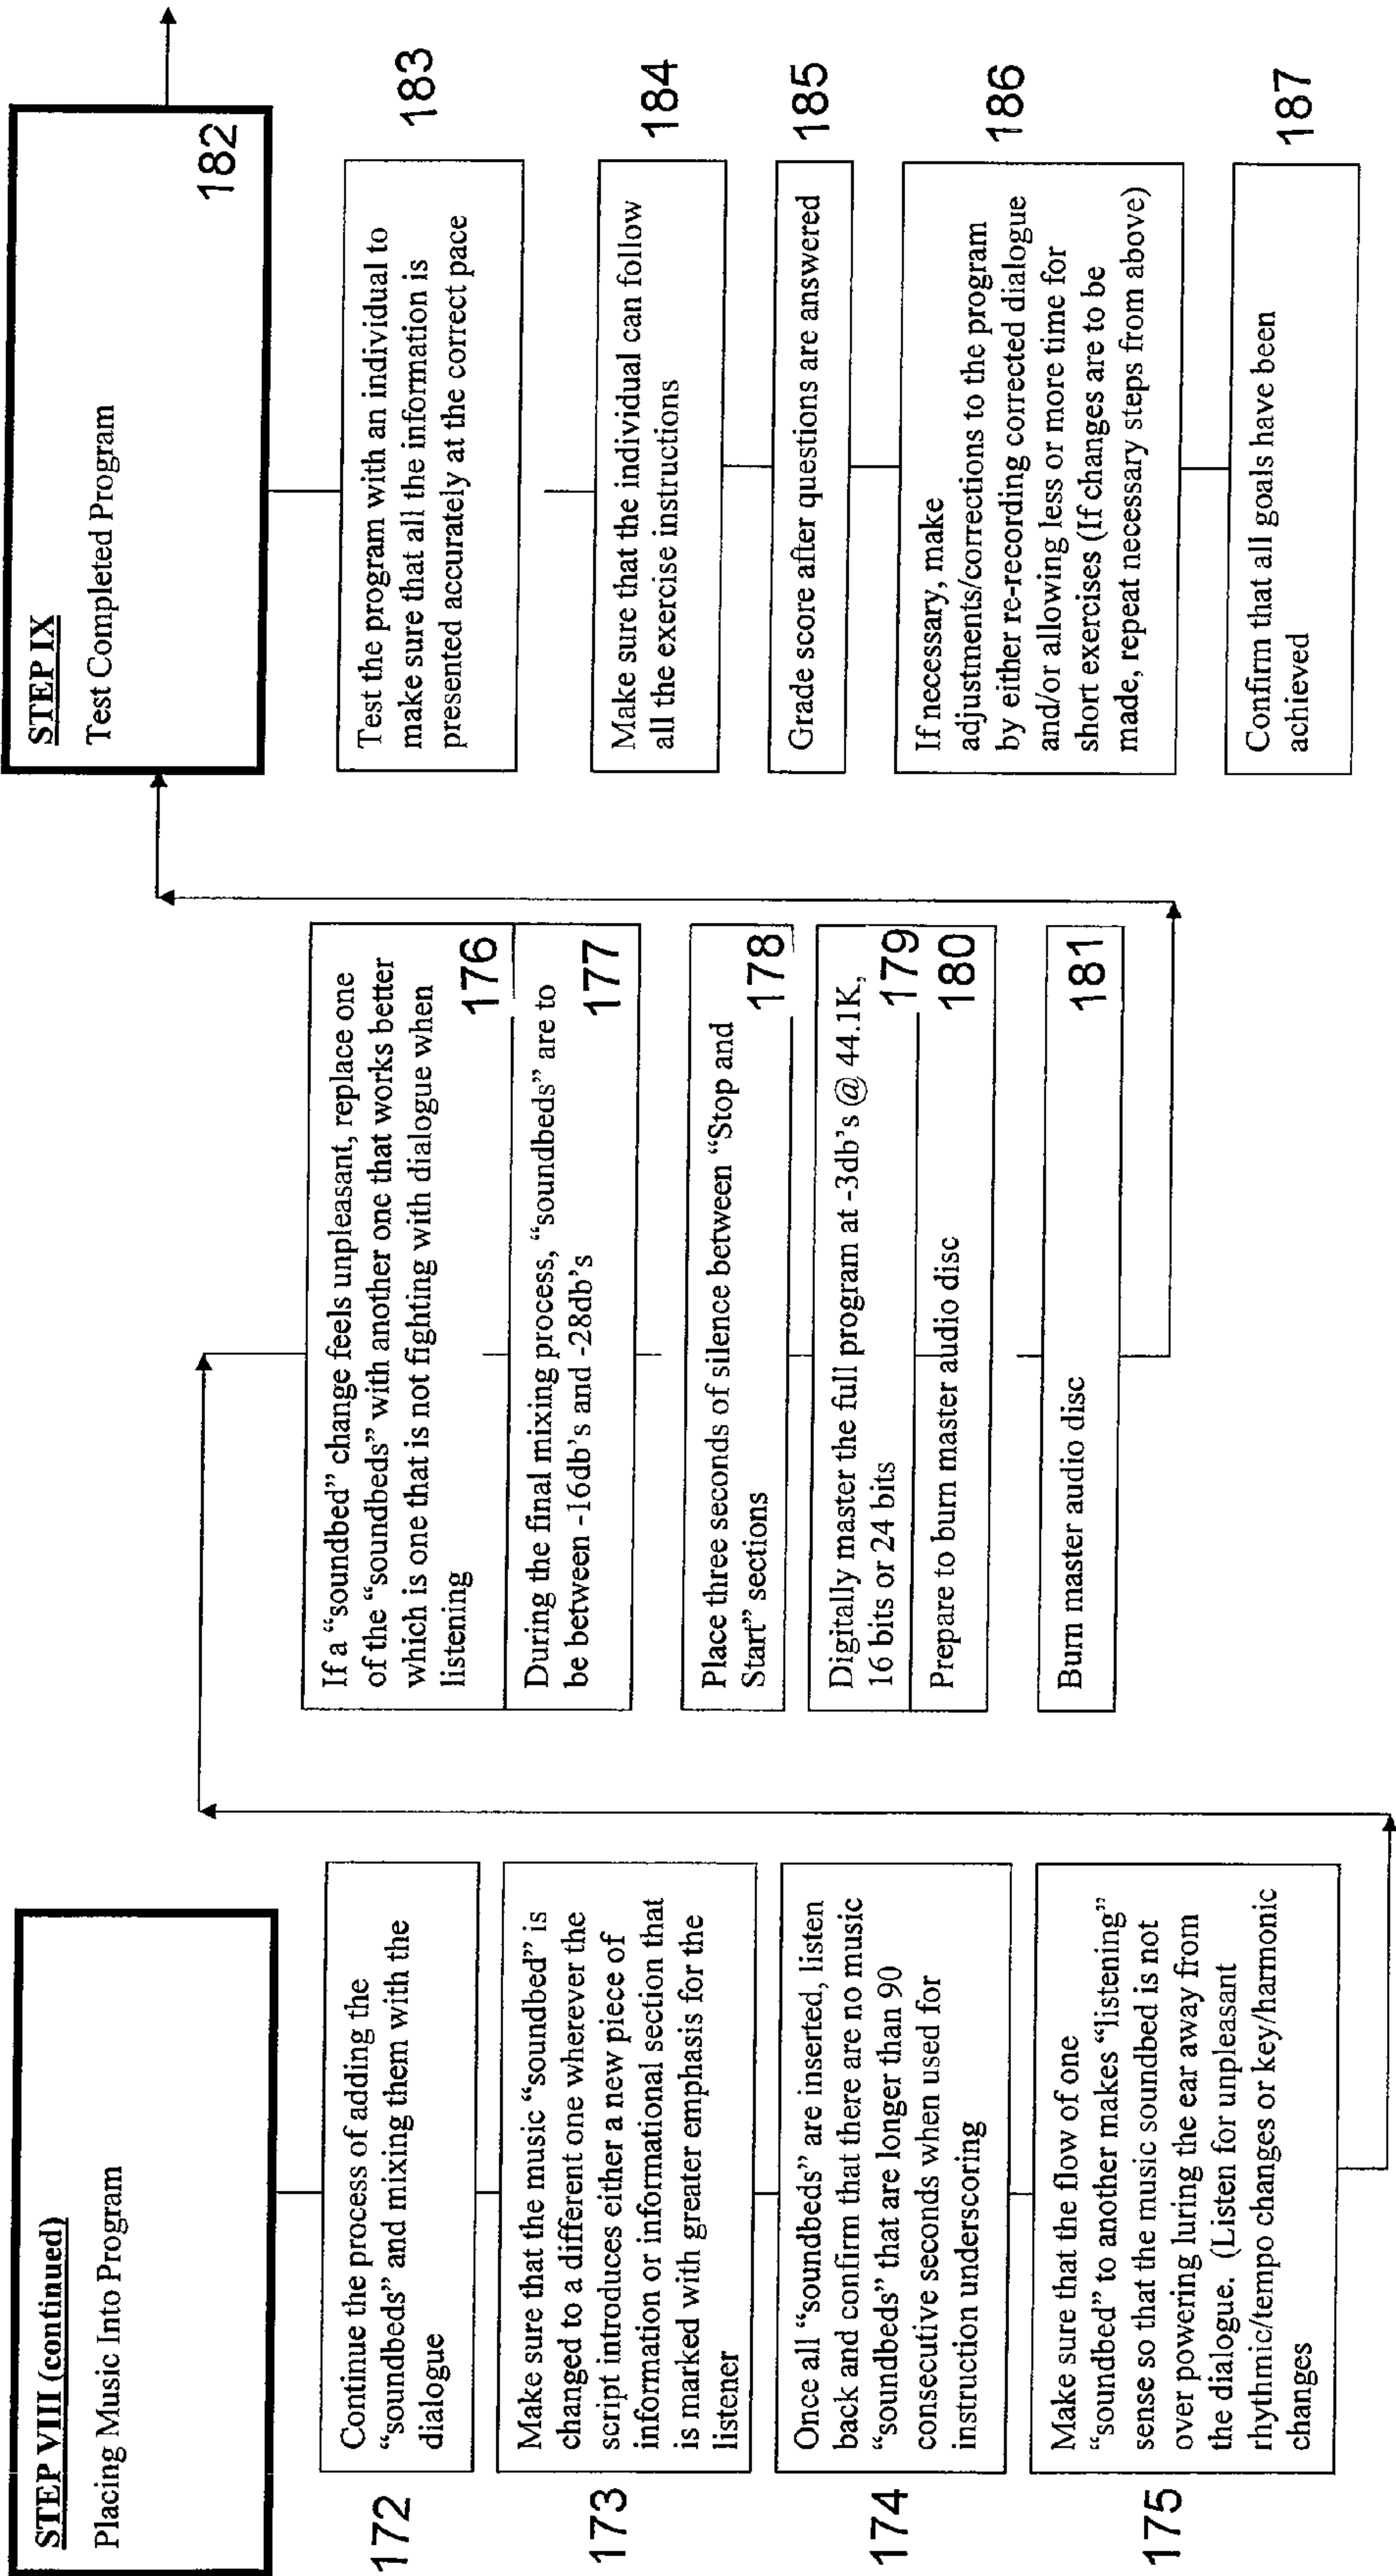 STEP VIII (continued)
Placing Music Into Program
172
Continue the process of adding the
“soundbeds” and mixing them with the
dialogue
173
Make sure that the music “soundbed” is
changed to a different one wherever the
script introduces either a new piece of
information or informational section that
is marked with greater emphasis for the
listener
174
Once all “soundbeds” are inserted, listen
back and confirm that there are no music
“soundbeds” that are longer than 90
consecutive seconds when used for
instruction underscoring
175
Make sure that the flow of one
“soundbed” to another makes “listening”
sense so that the music soundbed is not
over powering luring the ear away from
the dialogue. (Listen for unpleasant
rhythmic/tempo changes or key/harmonic
changes
If a “soundbed” change feels unpleasant, replace one
of the “soundbeds” with another one that works better
which is one that is not fighting with dialogue when
listening
176
During the final mixing process, “soundbeds” are to
be between -16db’s and -28db’s
177
Place three seconds of silence between “Stop and
Start” sections
178
Digitally master the full program at -3db’s @ 44.1K,
16 bits or 24 bits
179
Prepare to burn master audio disc
180
Burn master audio disc
181
STEP IX
Test Completed Program
182
Test the program with an individual to
make sure that all the information is
presented accurately at the correct pace
183
Make sure that the individual can follow
all the exercise instructions
184
Grade score after questions are answered
185
If necessary, make
adjustments/corrections to the program
by either re-recording corrected dialogue
and/or allowing less or more time for
short exercises (If changes are to be
made, repeat necessary steps from above)
186
Confirm that all goals have been
achieved
187